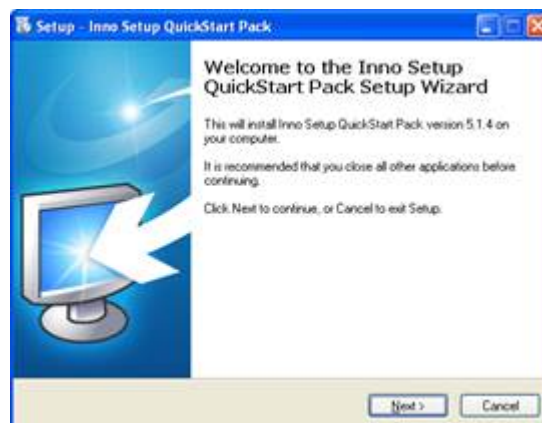 Setup - Inno Setup QuickStart Pack
Welcome to the Inno Setup
QuickStart Pack Setup Wizard
This will install Inno Setup QuickStart Pack version 5.1.4 on
your computer.
It is recommended that you close all other applications before
continuing.
Click Next to continue, or Cancel to exit Setup.
Next >
Cancel